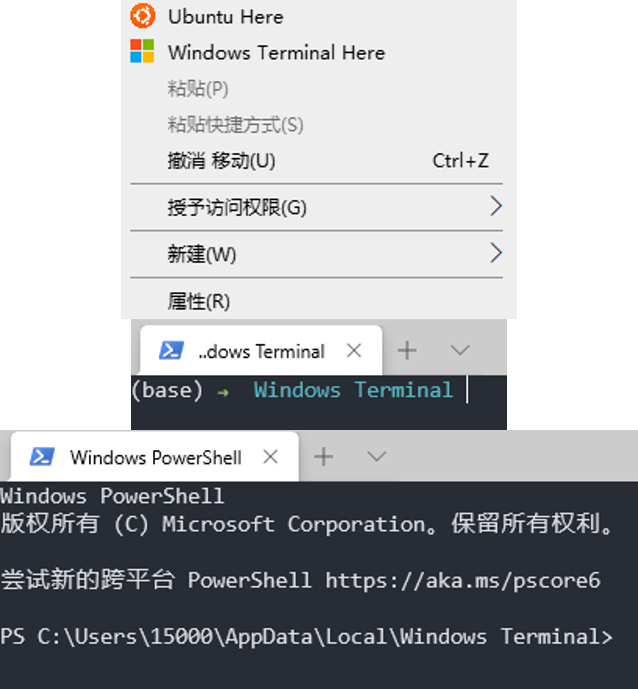 Ubuntu Here
Windows Terminal Here
粘贴(P)
粘贴快捷方式(S)
撤消 移动(U) Ctrl+Z
授予访问权限(G)
新建(W)
属性(R)
..dows Terminal
(base) → Windows Terminal
Windows PowerShell
Windows PowerShell
版权所有 (C) Microsoft Corporation。保留所有权利。
尝试新的跨平台 PowerShell https://aka.ms/pscore6
PS C:\Users\15000\AppData\Local\Windows Terminal>